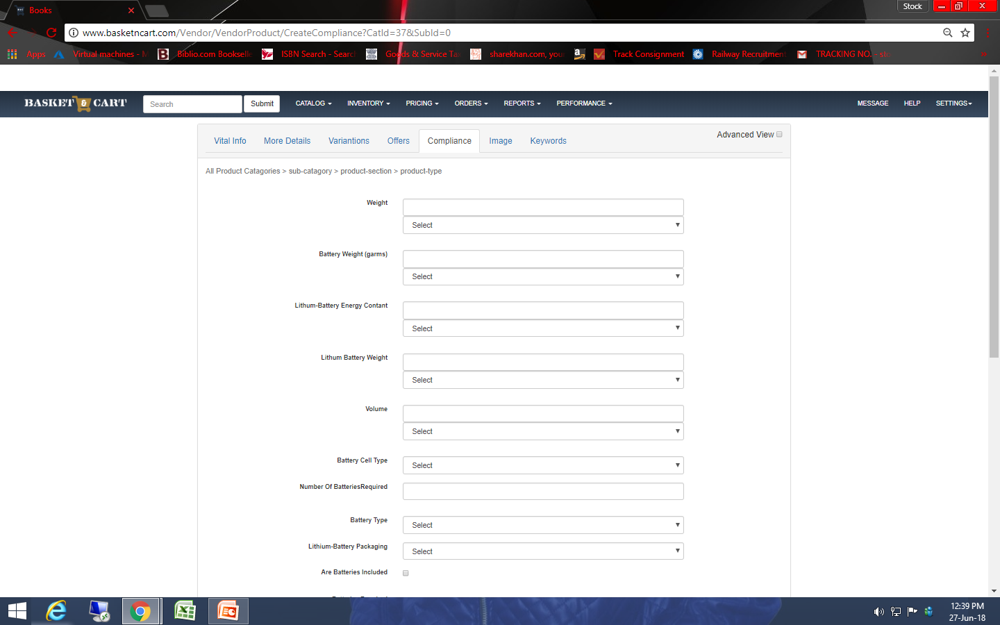 Books
Stock
www.basketncart.com/Vendor/VendorProduct/CreateCompliance?CatId=37&SubId=0
Apps Virtual machines - M Biblio.com Bookselle ISBN Search - Search Goods & Service Tax sharekhan.com, your Track Consignment Railway Recruitment TRACKING NO. -
BASKET & CART Search Submit CATALOG INVENTORY PRICING ORDERS REPORTS PERFORMANCE MESSAGE HELP SETTINGS
Vital Info More Details Variantions Offers Compliance Image Keywords Advanced View
All Product Catagories > sub-catagory > product-section > product-type
Weight
Select
Battery Weight (garms)
Select
Lithum-Battery Energy Contant
Select
Lithum Battery Weight
Select
Volume
Select
Battery Cell Type Select
Number Of BatteriesRequired
Battery Type Select
Lithium-Battery Packaging Select
Are Batteries Included
12:39 PM
27-Jun-18